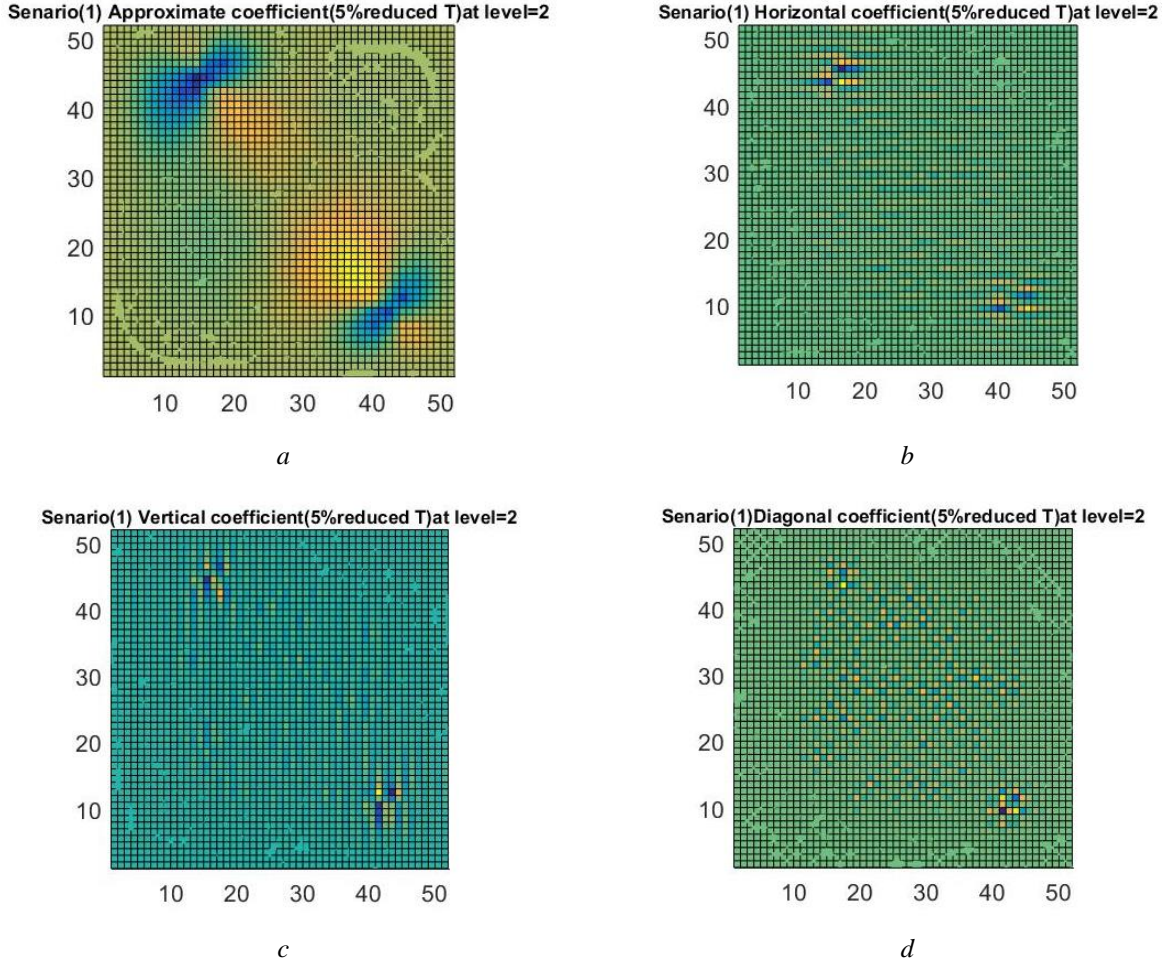 Senario(1) Approximate coefficient(5%reduced T)at level=2
50
40
30
20
10
10 20 30 40 50
a
Senario(1) Horizontal coefficient(5%reduced T)at level=2
50
40
30
20
10
10 20 30 40 50
b
Senario(1) Vertical coefficient(5%reduced T)at level=2
50
40
30
20
10
10 20 30 40 50
c
Senario(1)Diagonal coefficient(5%reduced T)at level=2
50
40
30
20
10
10 20 30 40 50
d